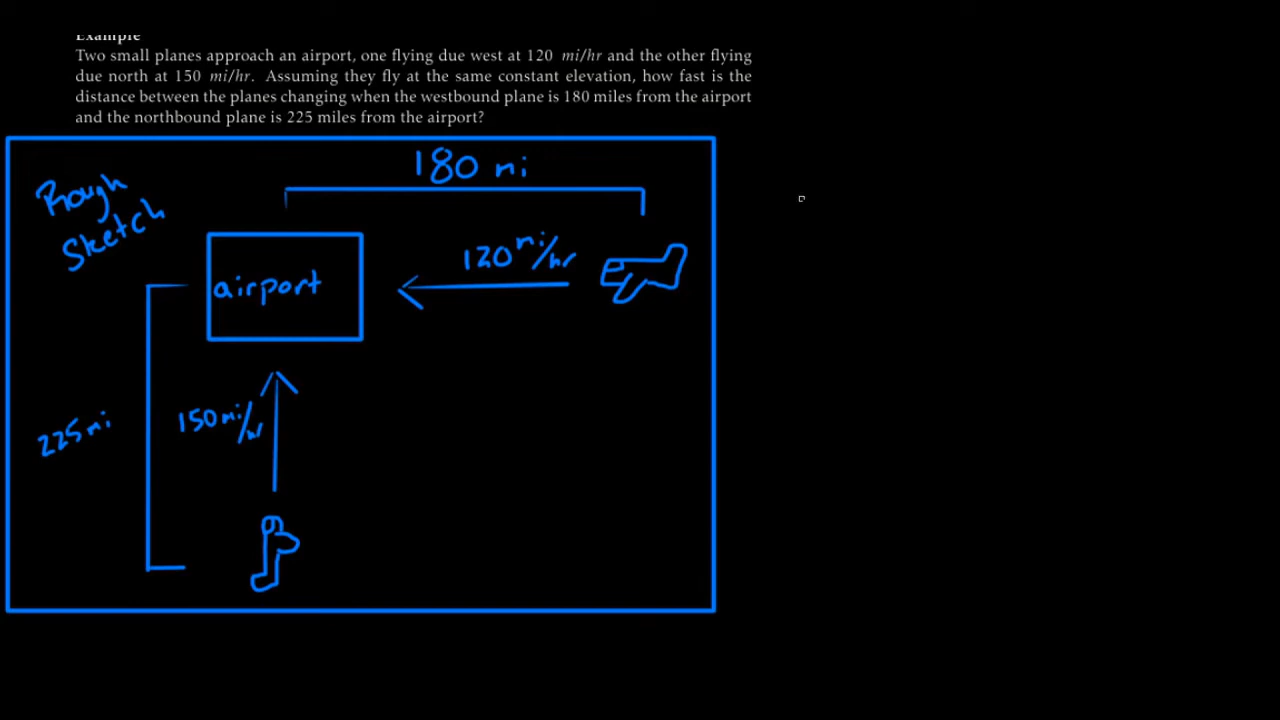 Example
Two small planes approach an airport, one flying due west at 120 mi/hr and the other flying
due north at 150 mi/hr. Assuming they fly at the same constant elevation, how fast is the
distance between the planes changing when the westbound plane is 180 miles from the airport
and the northbound plane is 225 miles from the airport?
Rough
Sketch
180 mi
120 mi/hr
airport
225 mi
150 mi/hr